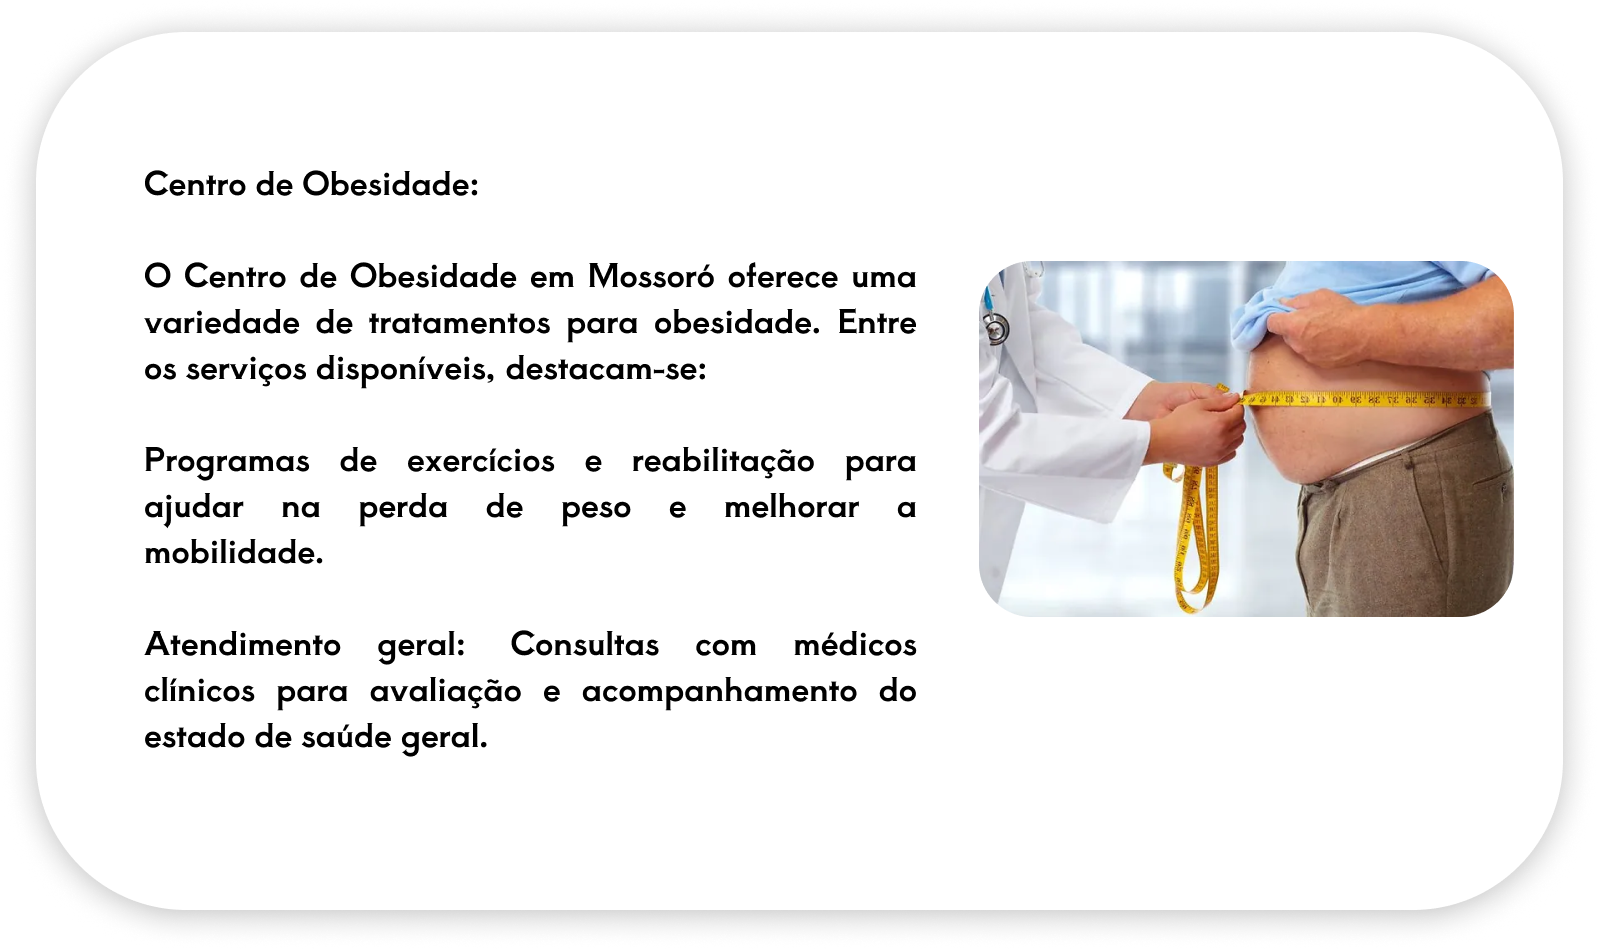 Centro de Obesidade:
O Centro de Obesidade em Mossoró oferece uma
variedade de tratamentos para obesidade. Entre
os serviços disponíveis, destacam-se:
Programas de exercícios e reabilitação para
ajudar na perda de peso e melhorar a
mobilidade.
Atendimento geral: Consultas com médicos
clínicos para avaliação e acompanhamento do
estado de saúde geral.